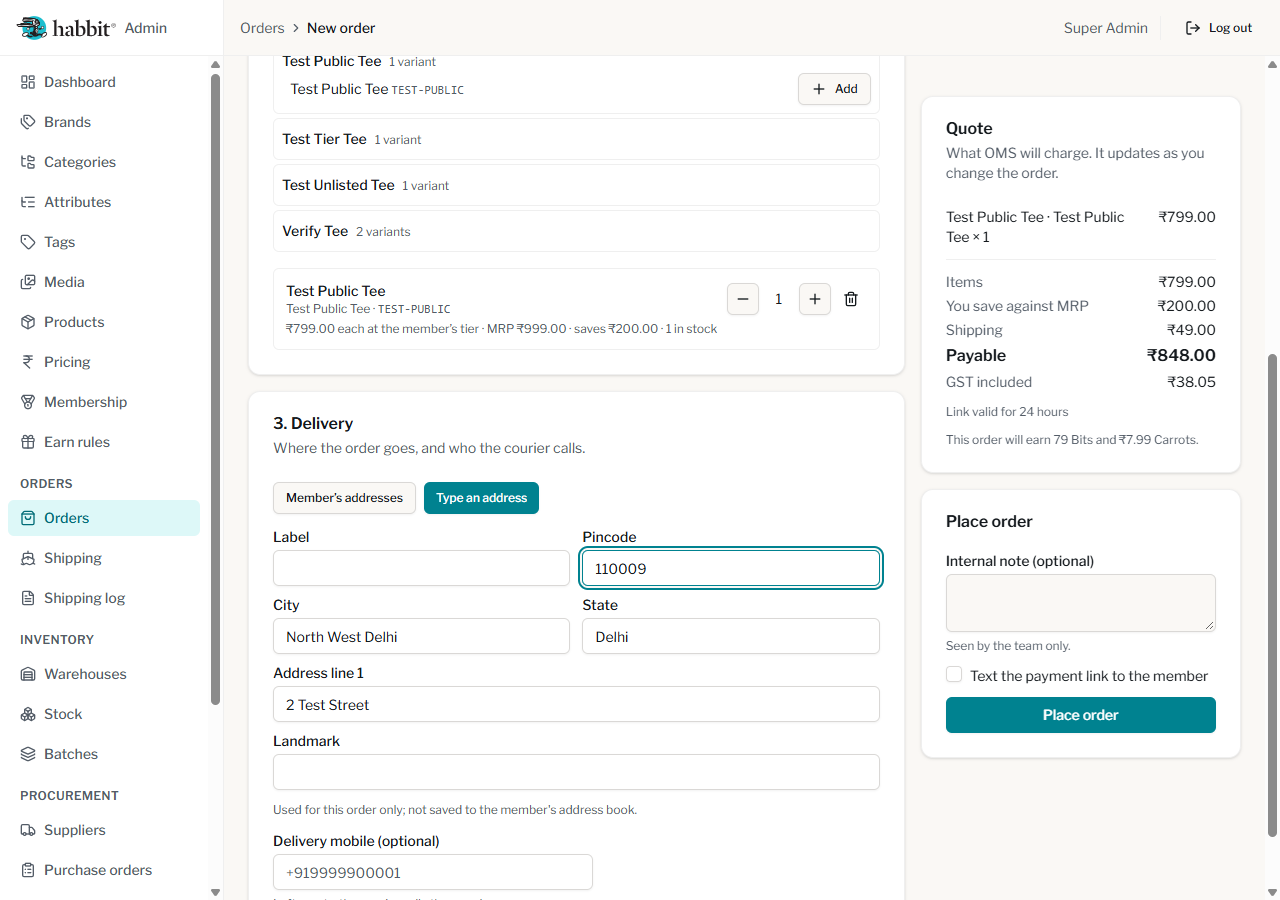 habbit® Admin
Orders > New order
Super Admin
Log out
Dashboard
Brands
Categories
Attributes
Tags
Media
Products
Pricing
Membership
Earn rules
ORDERS
Orders
Shipping
Shipping log
INVENTORY
Warehouses
Stock
Batches
PROCUREMENT
Suppliers
Purchase orders
Test Public Tee 1 variant
Test Public Tee TEST-PUBLIC
Add
Test Tier Tee 1 variant
Test Unlisted Tee 1 variant
Verify Tee 2 variants
Test Public Tee
Test Public Tee · TEST-PUBLIC
₹799.00 each at the member's tier · MRP ₹999.00 · saves ₹200.00 · 1 in stock
1
3. Delivery
Where the order goes, and who the courier calls.
Member's addresses
Type an address
Label
Pincode
110009
City
State
North West Delhi
Delhi
Address line 1
2 Test Street
Landmark
Used for this order only; not saved to the member's address book.
Delivery mobile (optional)
+919999900001
Quote
What OMS will charge. It updates as you
change the order.
Test Public Tee · Test Public ₹799.00
Tee × 1
Items ₹799.00
You save against MRP ₹200.00
Shipping ₹49.00
Payable ₹848.00
GST included ₹38.05
Link valid for 24 hours
This order will earn 79 Bits and ₹7.99 Carrots.
Place order
Internal note (optional)
Seen by the team only.
Text the payment link to the member
Place order